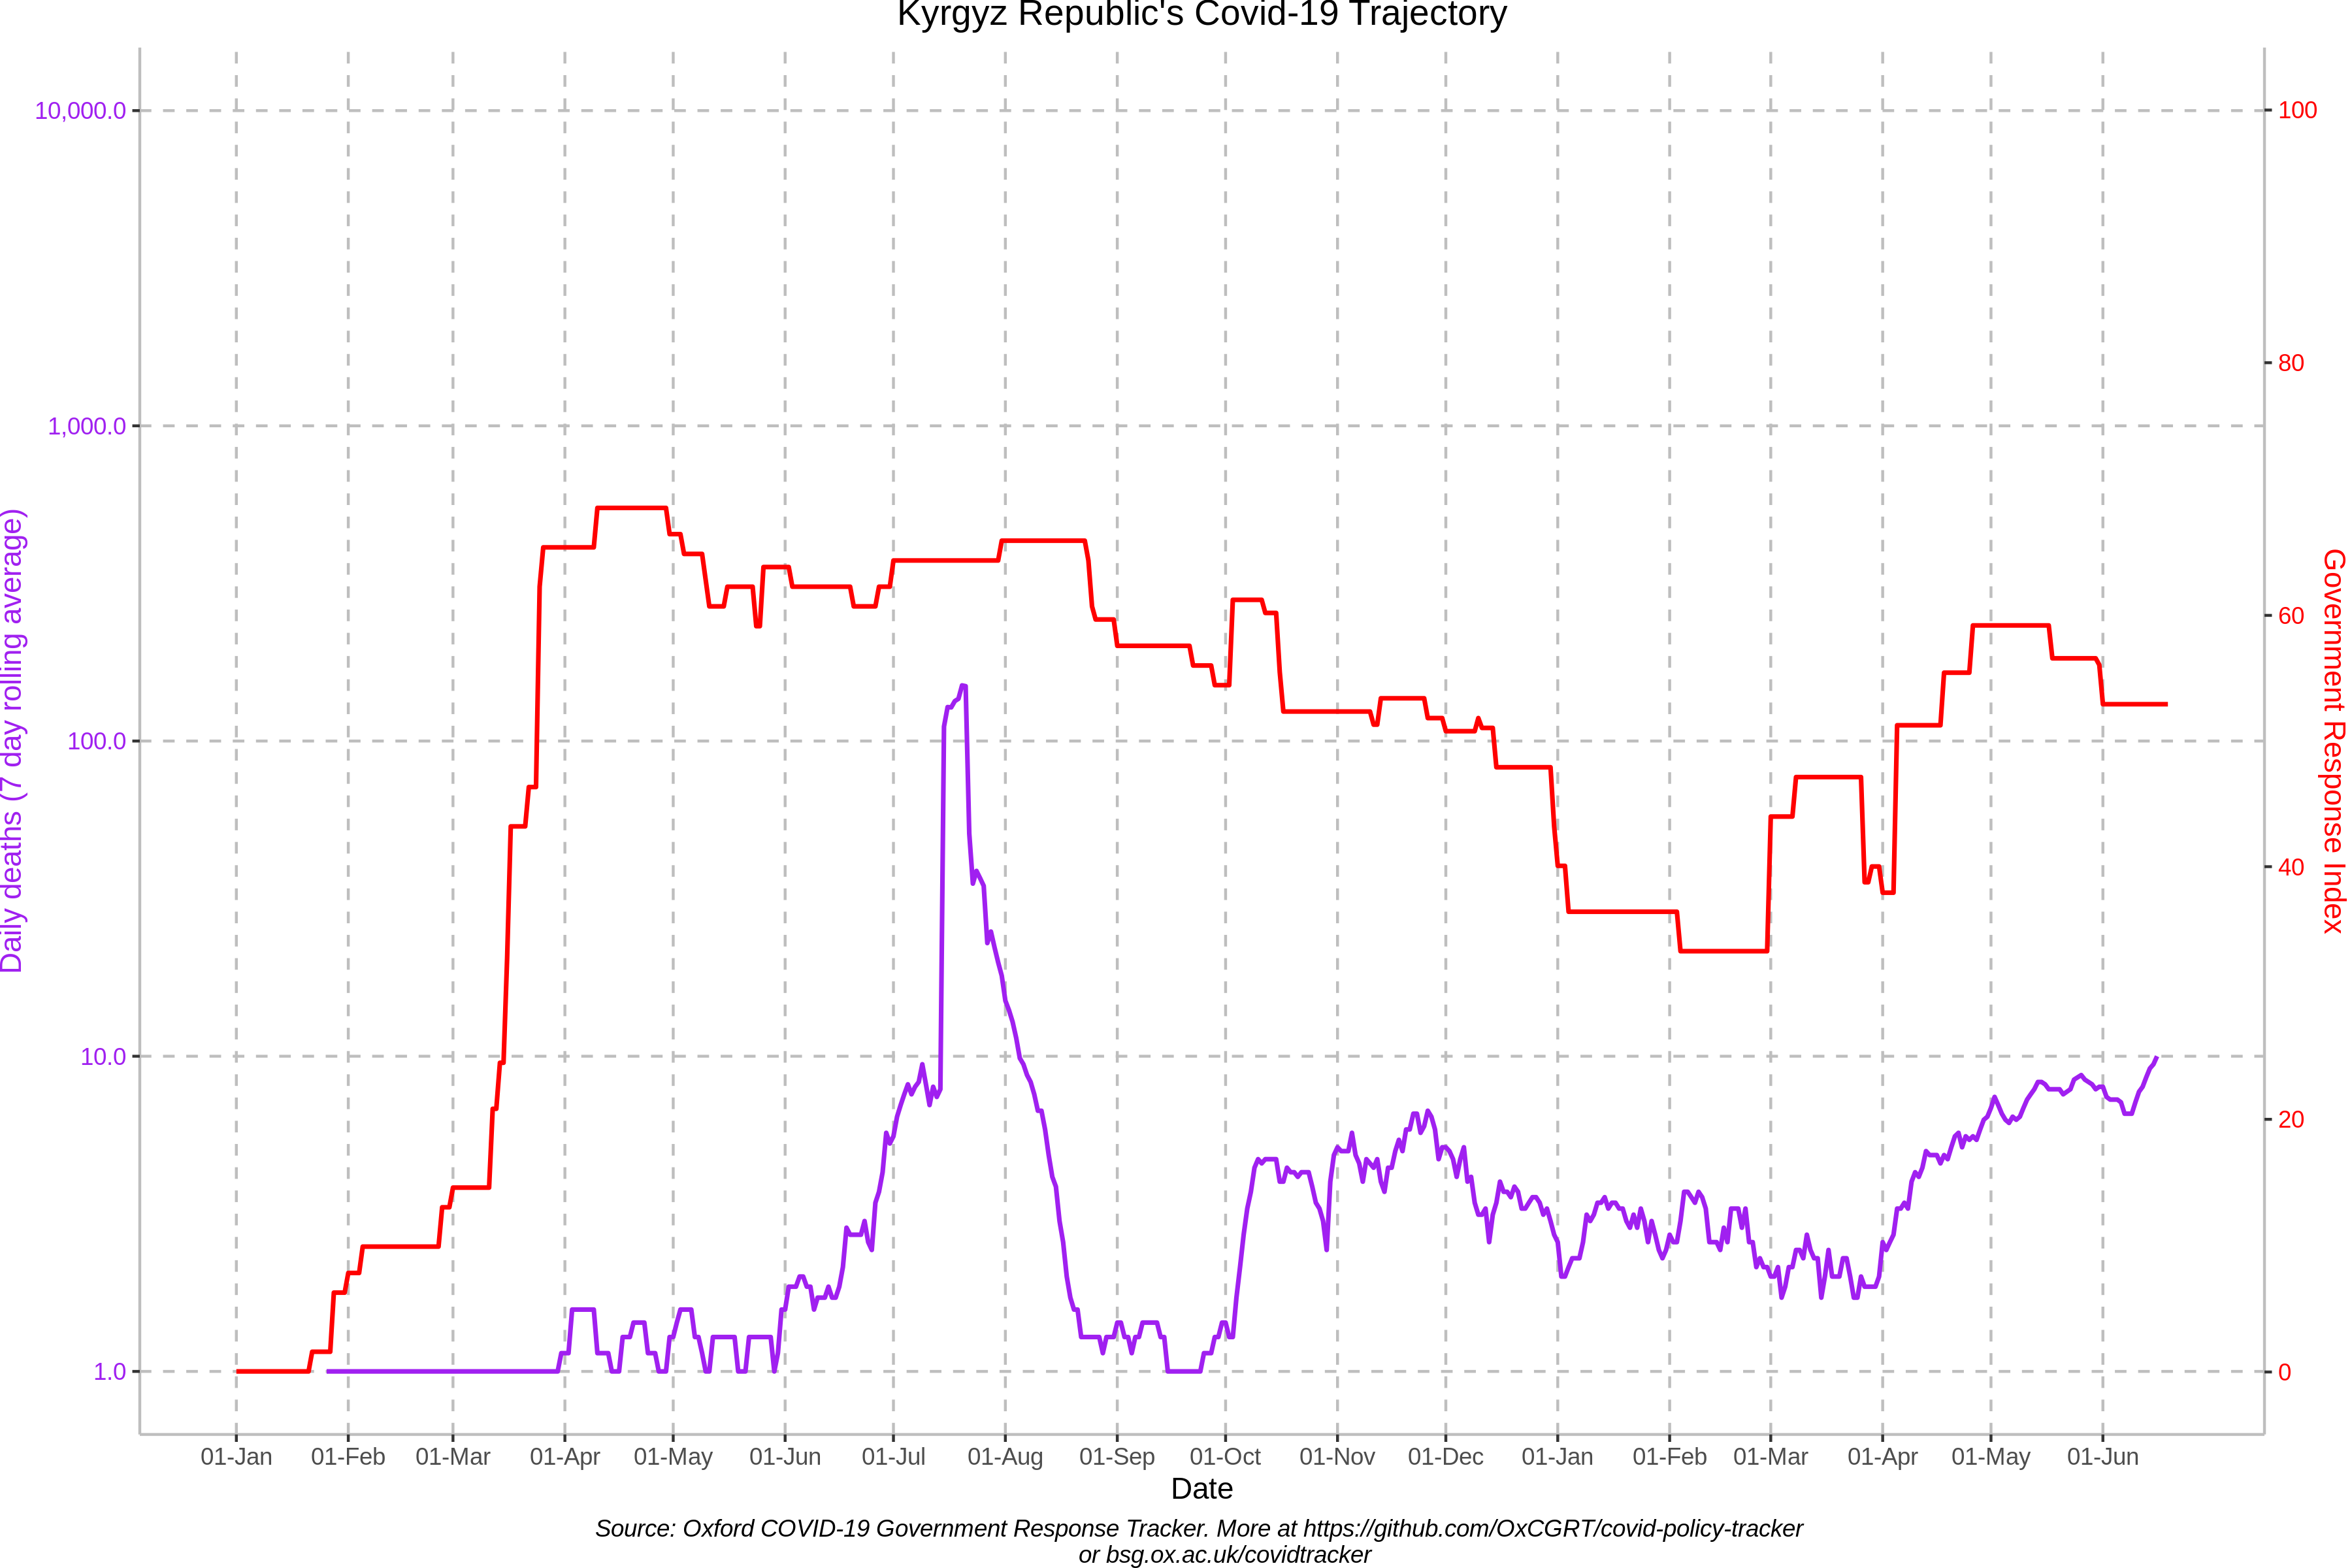 Kyrgyz Republic's Covid-19 Trajectory
10,000.0
1,000.0
100.0
10.0
1.0
Daily deaths (7 day rolling average)
100
80
60
40
20
0
Government Response Index
01-Jan 01-Feb 01-Mar 01-Apr 01-May 01-Jun 01-Jul 01-Aug 01-Sep 01-Oct 01-Nov 01-Dec 01-Jan 01-Feb 01-Mar 01-Apr 01-May 01-Jun
Date
Source: Oxford COVID-19 Government Response Tracker. More at https://github.com/OxCGRT/covid-policy-tracker
or bsg.ox.ac.uk/covidtracker